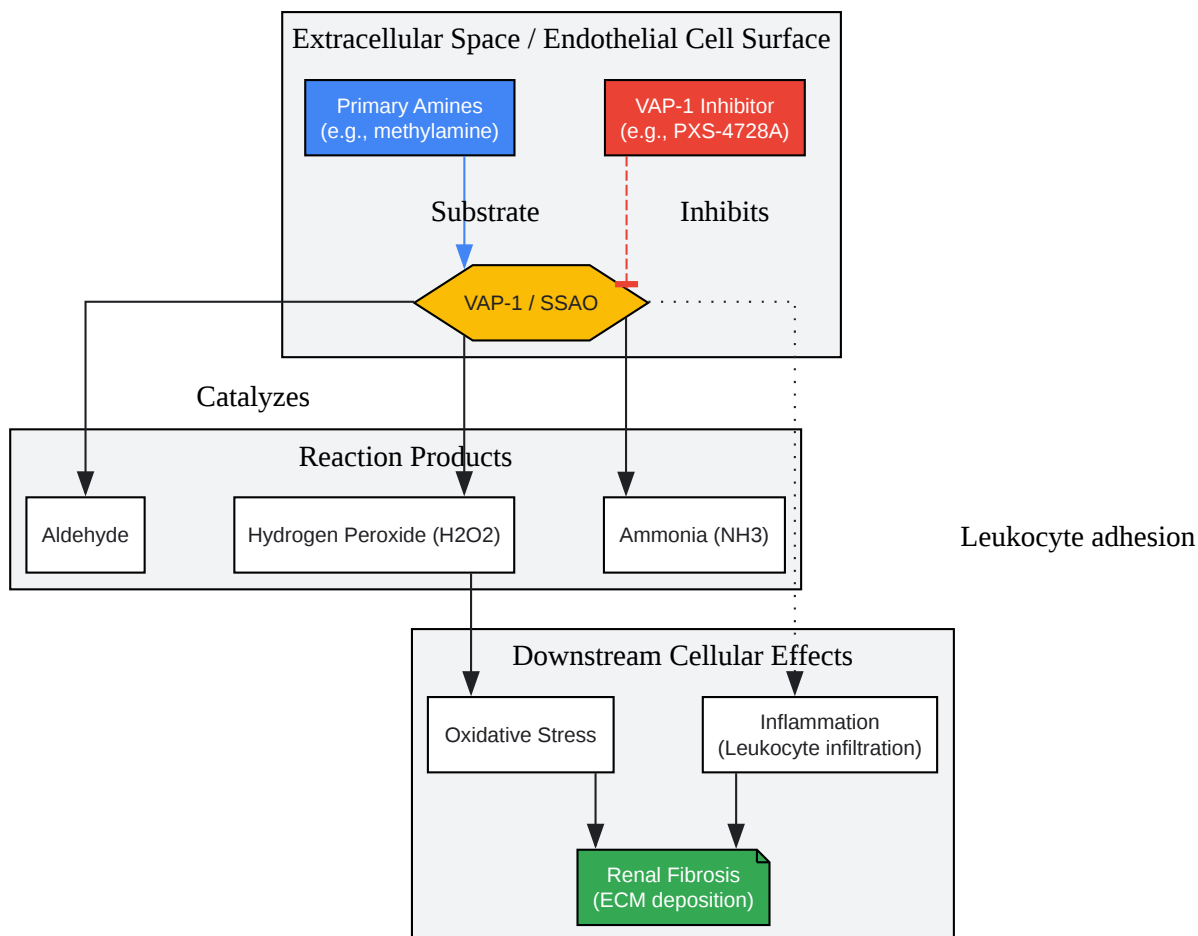 Extracellular Space / Endothelial Cell Surface
Primary Amines
(e.g., methylamine)
VAP-1 Inhibitor
(e.g., PXS-4728A)
Substrate
Inhibits
VAP-1 / SSAO
Catalyzes
Reaction Products
Aldehyde
Hydrogen Peroxide (H2O2)
Ammonia (NH3)
Leukocyte adhesion
Downstream Cellular Effects
Oxidative Stress
Inflammation
(Leukocyte infiltration)
Renal Fibrosis
(ECM deposition)